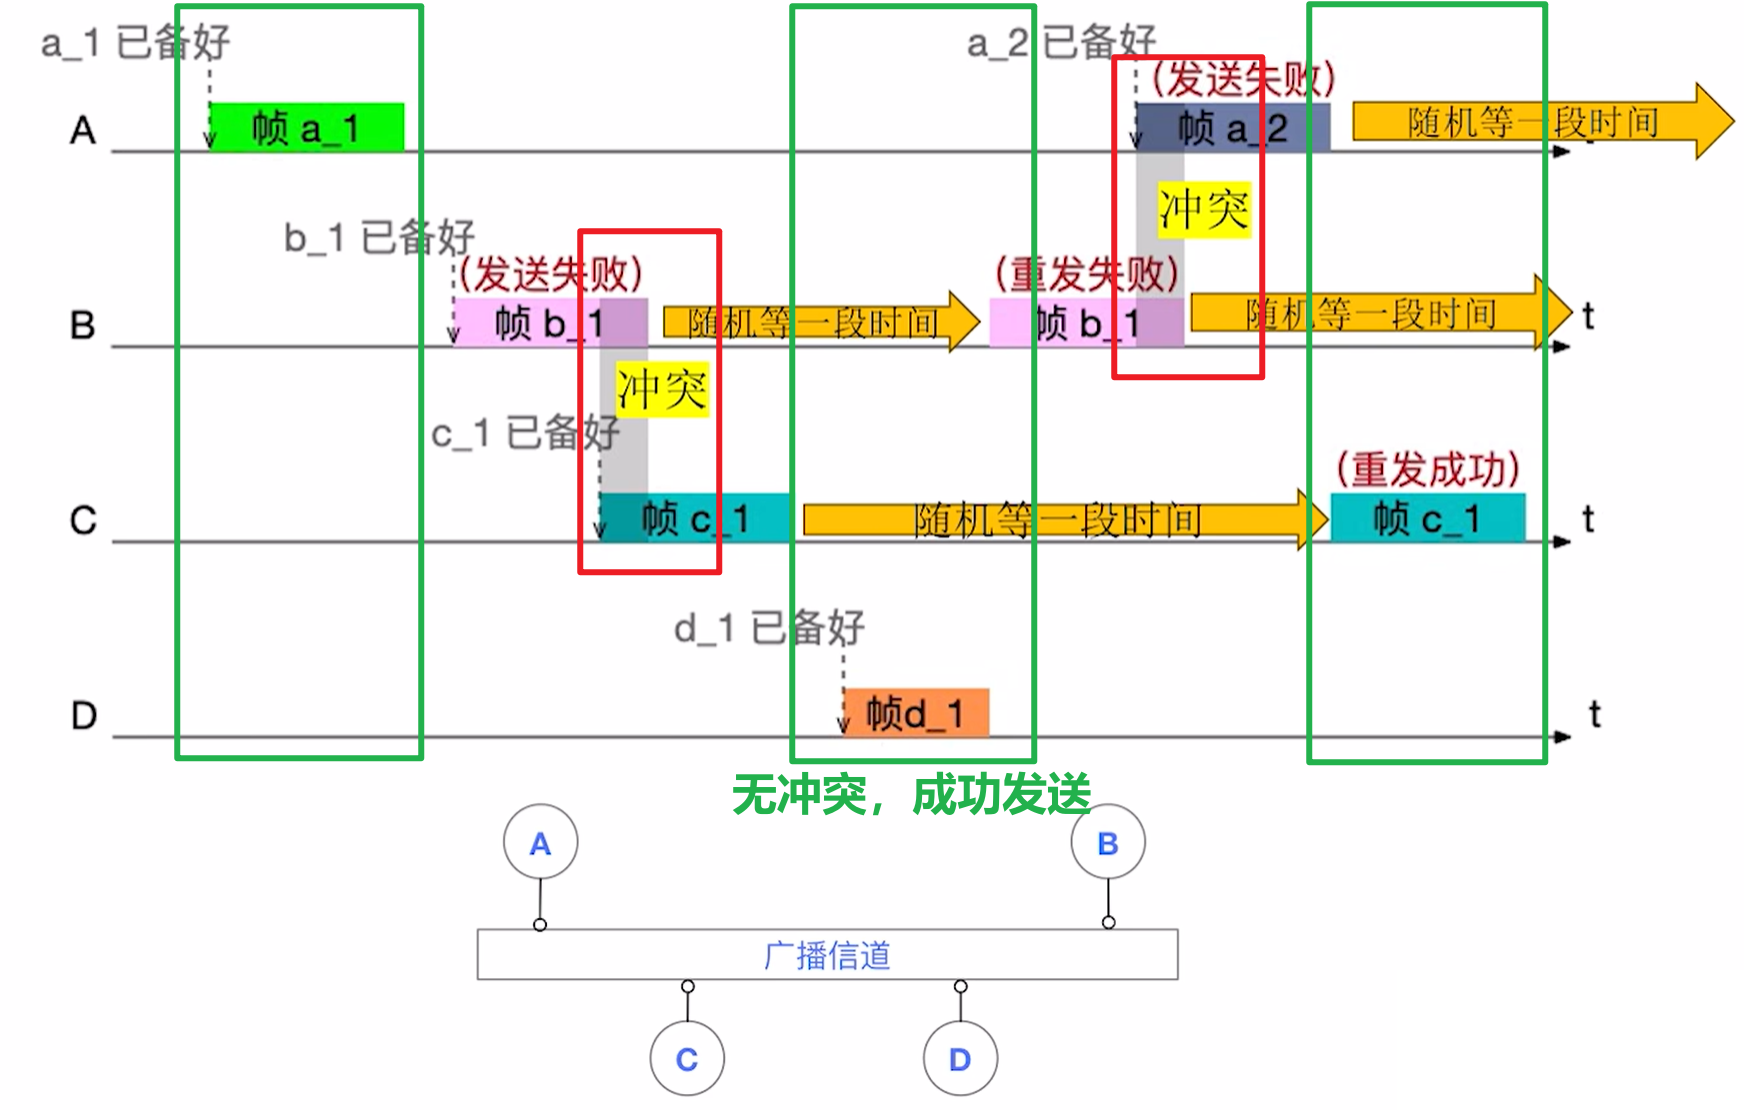 a_1 已备好
a_2 已备好
(发送失败)
A
帧 a_1
帧 a_2
随机等一段时间
冲突
b_1 已备好
(发送失败)
(重发失败)
B
帧 b_1
随机等一段时间
帧 b_1
随机等一段时间
t
冲突
c_1 已备好
(重发成功)
C
帧 c_1
随机等一段时间
帧 c_1
t
d_1 已备好
D
帧d_1
t
无冲突，成功发送
A
B
广播信道
C
D